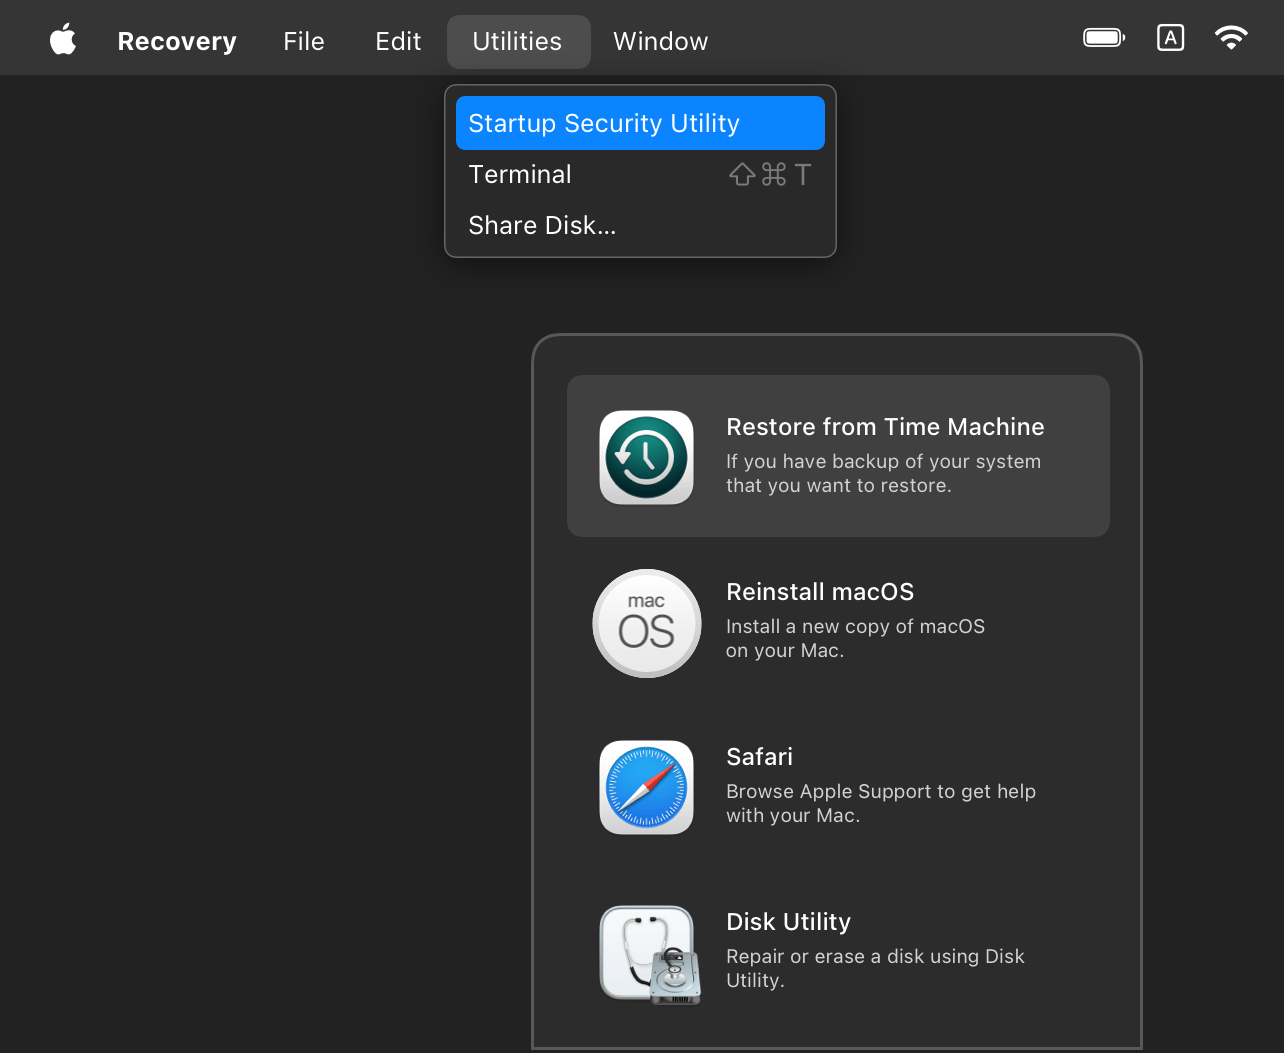 Recovery File Edit Utilities Window A
Startup Security Utility
Terminal ⇧⌘ T
Share Disk...
Restore from Time Machine
If you have backup of your system
that you want to restore.
mac
OS
Reinstall macOS
Install a new copy of macOS
on your Mac.
Safari
Browse Apple Support to get help
with your Mac.
Disk Utility
Repair or erase a disk using Disk
Utility.